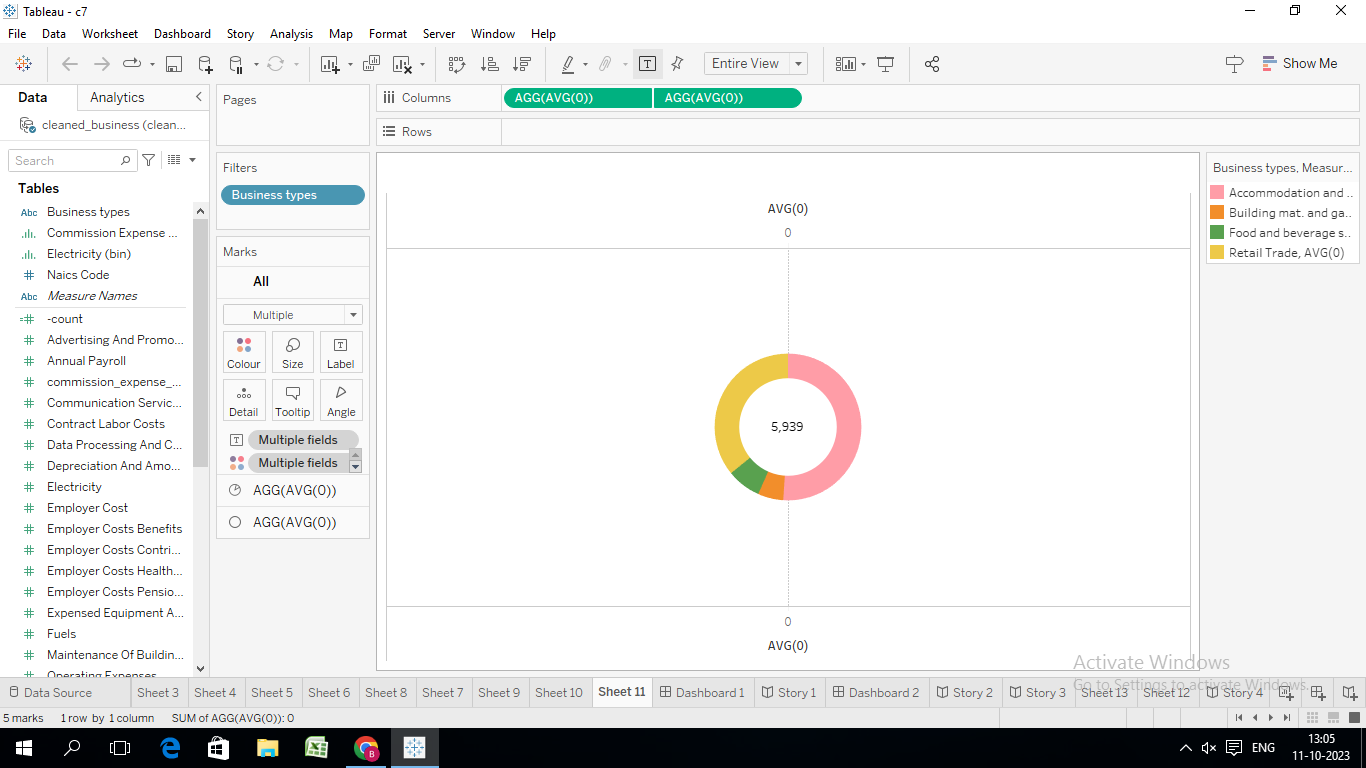 Tableau - c7
File Data Worksheet Dashboard Story Analysis Map Format Server Window Help
Entire View
Show Me
Data Analytics
cleaned_business (clean...
Search
Tables
Abc Business types
Commission Expense ...
Electricity (bin)
# Naics Code
Abc Measure Names
=# -count
# Advertising And Promo...
# Annual Payroll
# commission_expense_...
# Communication Servic...
# Contract Labor Costs
# Data Processing And C...
# Depreciation And Amo...
# Electricity
# Employer Cost
# Employer Costs Benefits
# Employer Costs Contri...
# Employer Costs Health...
# Employer Costs Pensio...
# Expensed Equipment A...
# Fuels
# Maintenance Of Buildin...
# Operating Expenses
Pages
Filters
Business types
Marks
All
Multiple
Colour Size Label
Detail Tooltip Angle
T Multiple fields
Multiple fields
AGG(AVG(0))
AGG(AVG(0))
Columns AGG(AVG(0)) AGG(AVG(0))
Rows
AVG(0)
0
5,939
0
AVG(0)
Business types, Measur...
Accommodation and ..
Building mat. and ga..
Food and beverage s..
Retail Trade, AVG(0)
Activate Windows
Go to Settings to activate Windows.
Data Source Sheet 3 Sheet 4 Sheet 5 Sheet 6 Sheet 8 Sheet 7 Sheet 9 Sheet 10 Sheet 11 Dashboard 1 Story 1 Dashboard 2 Story 2 Story 3 Sheet 13 Sheet 12 Story 4
5 marks 1 row by 1 column SUM of AGG(AVG(0)): 0
B
ENG
13:05
11-10-2023